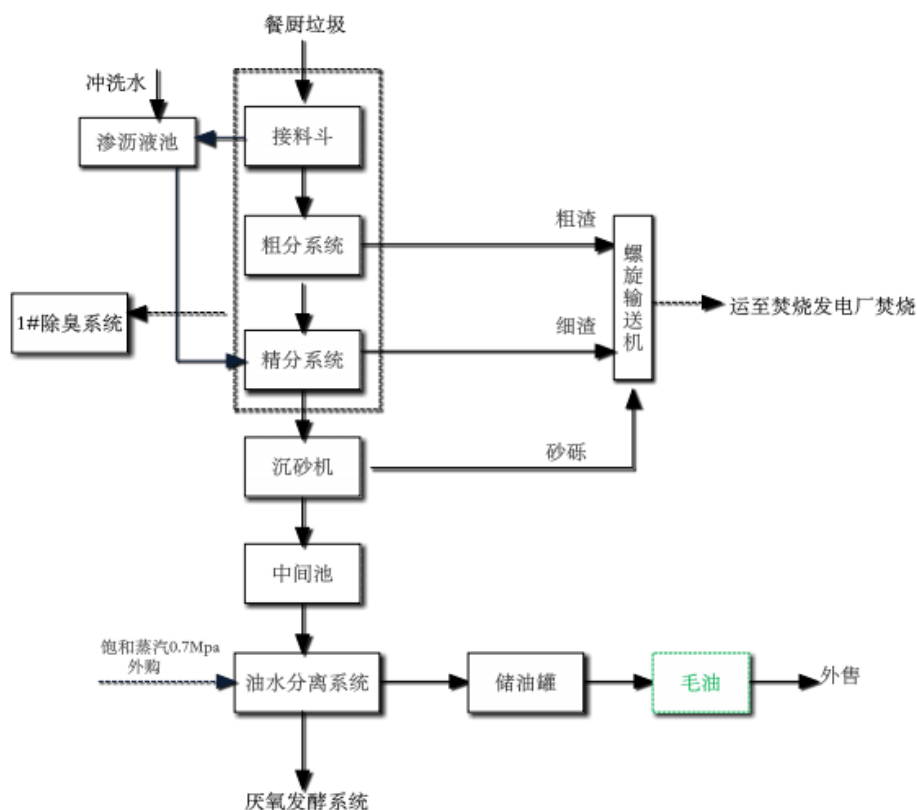 餐厨垃圾
冲洗水
渗沥液池
接料斗
粗分系统
粗渣
螺旋输送机
运至焚烧发电厂焚烧
1#除臭系统
精分系统
细渣
沉砂机
砂砾
中间池
饱和蒸汽0.7Mpa
外购
油水分离系统
储油罐
毛油
外售
厌氧发酵系统